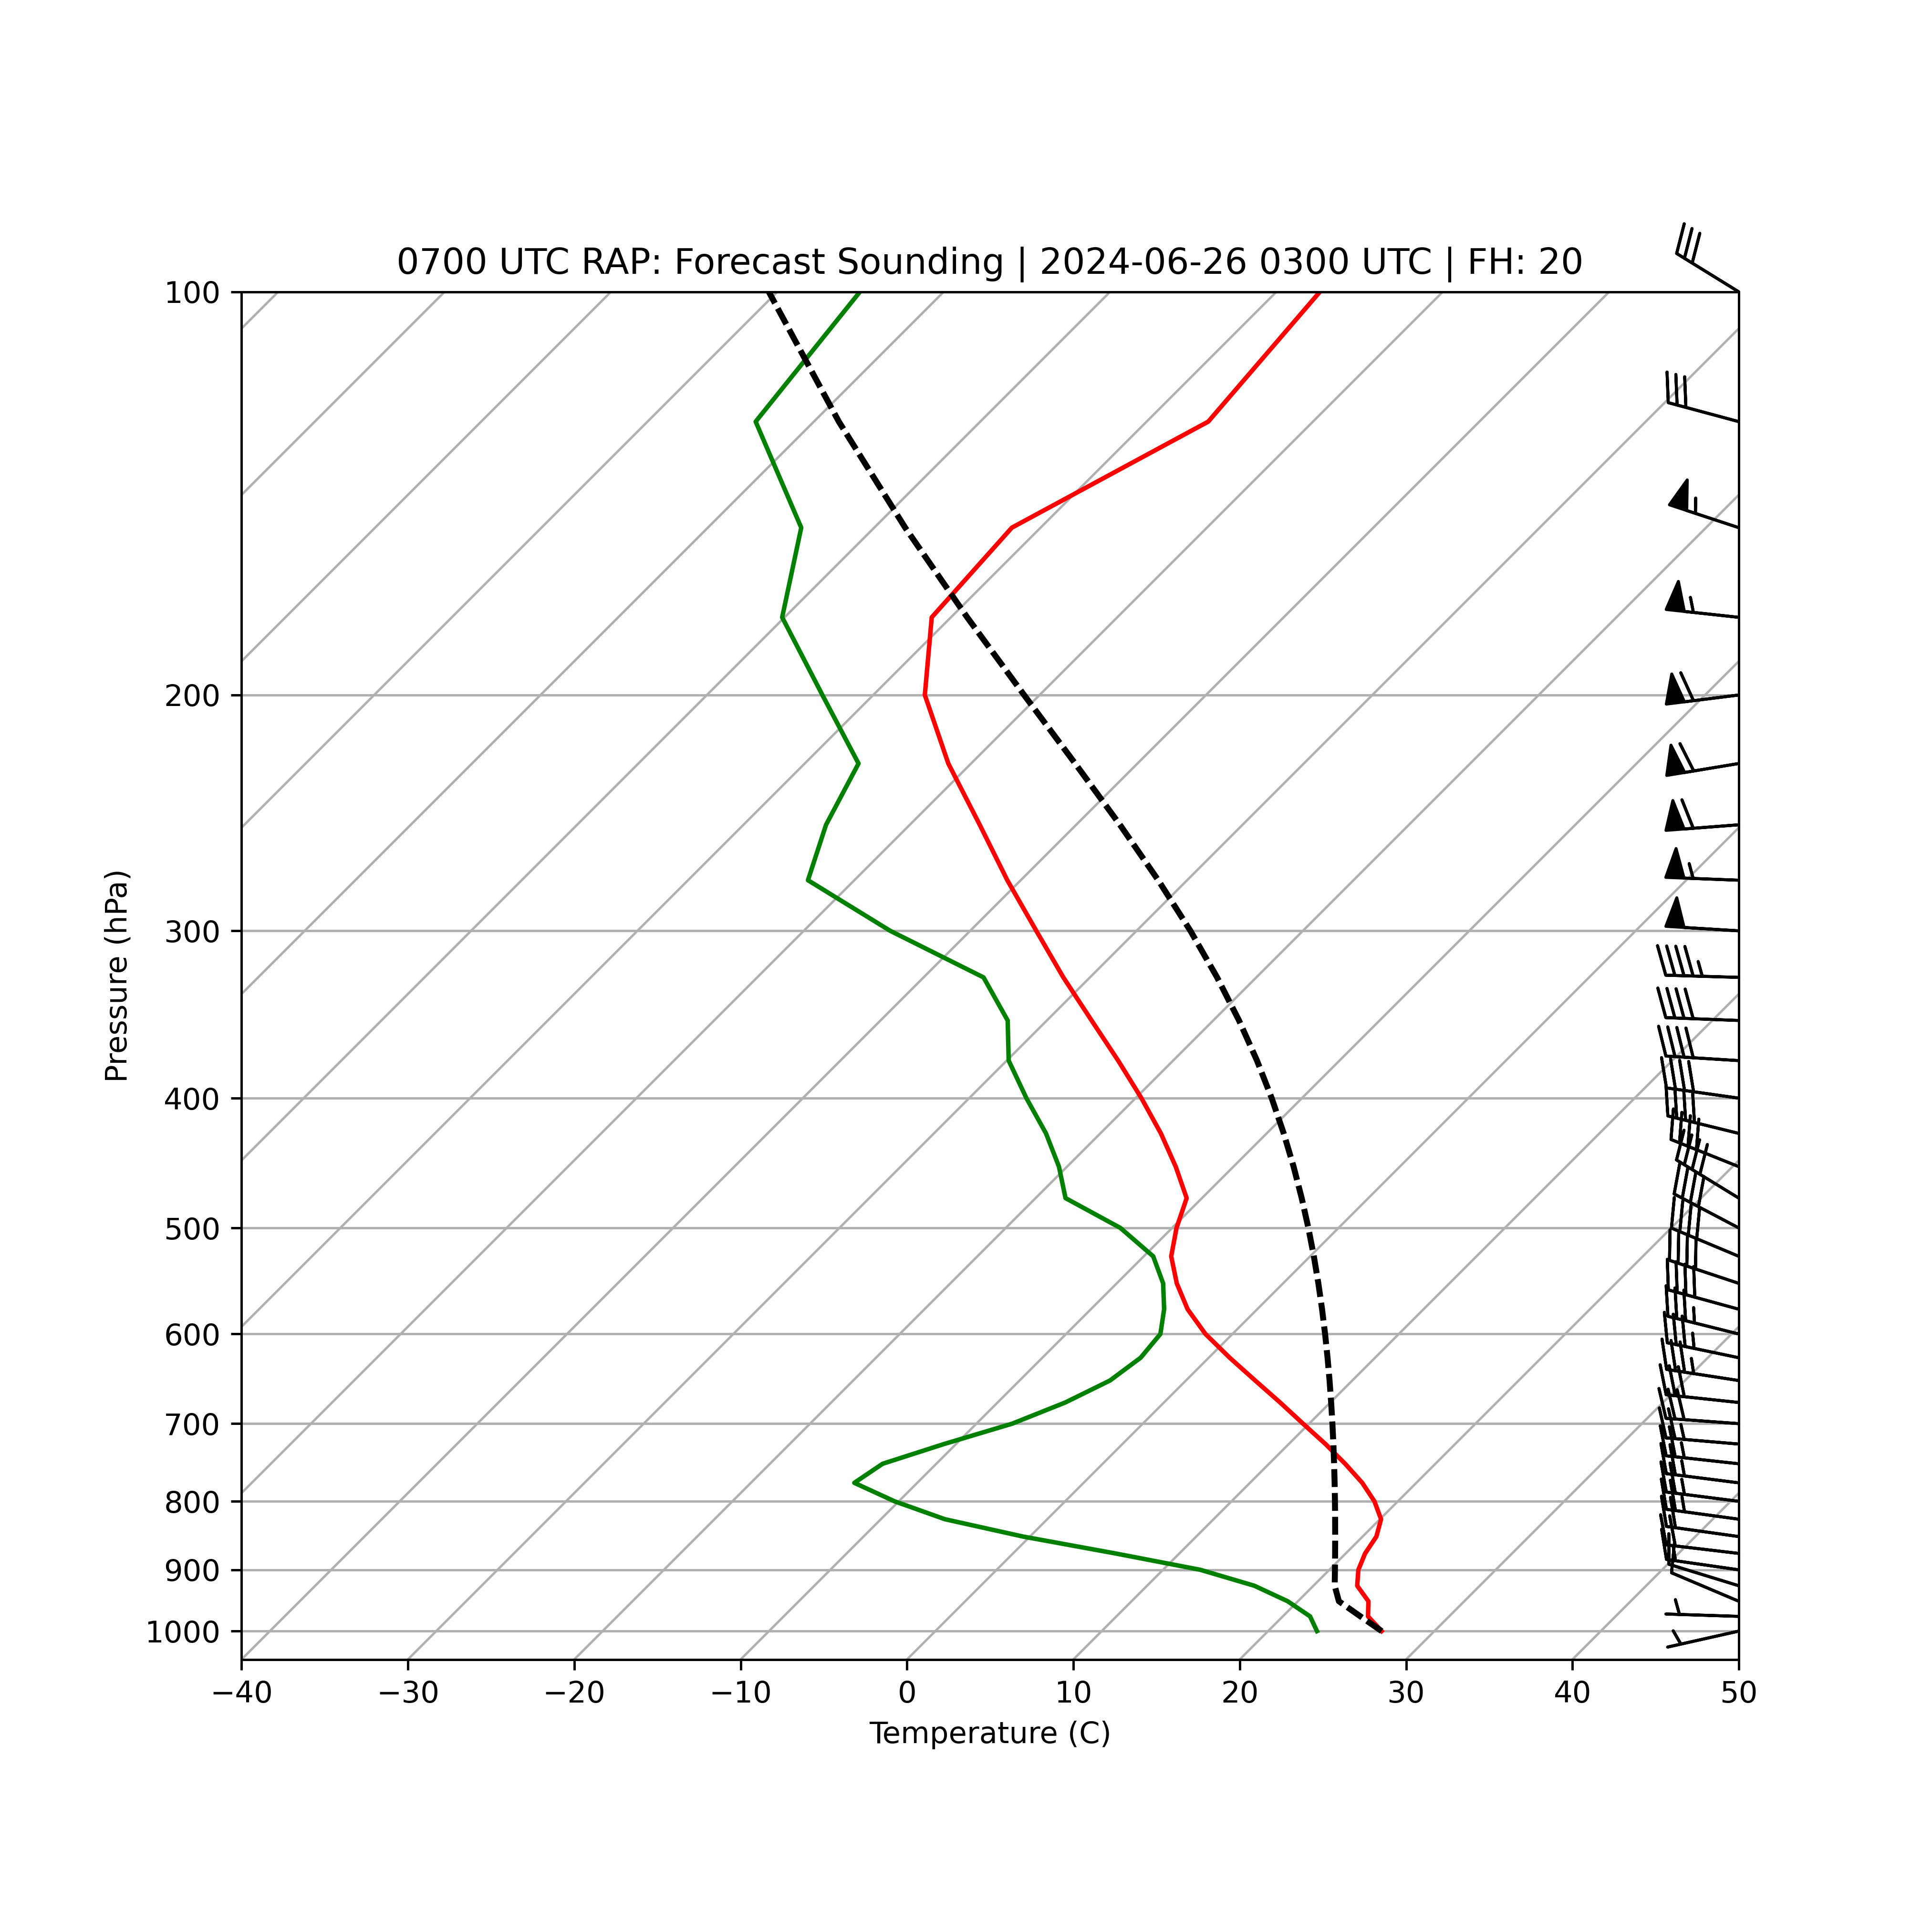 0700 UTC RAP: Forecast Sounding | 2024-06-26 0300 UTC | FH: 20
100
200
300
400
500
600
700
800
900
1000
Pressure (hPa)
−40 −30 −20 −10 0 10 20 30 40 50
Temperature (C)